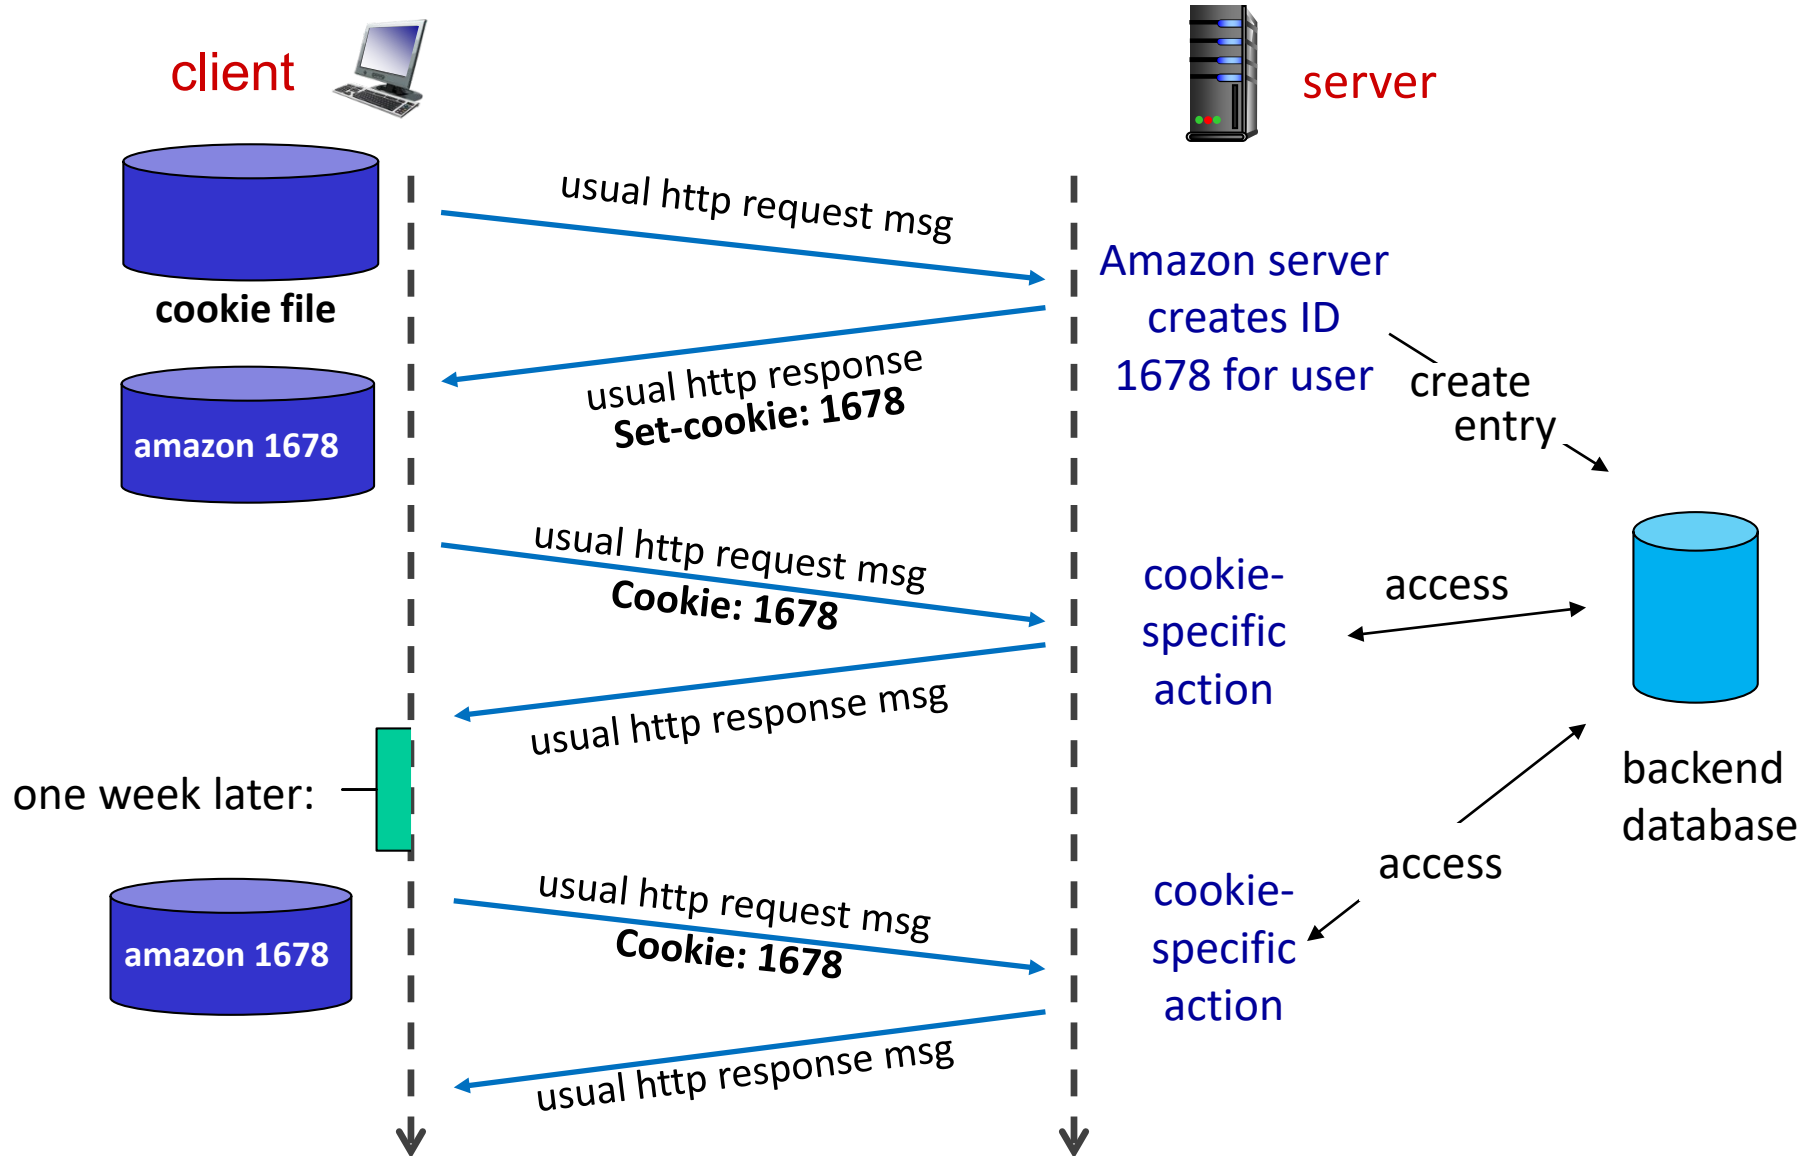 client
server
usual http request msg
cookie file
Amazon server
creates ID
1678 for user
create
entry
usual http response
Set-cookie: 1678
amazon 1678
usual http request msg
Cookie: 1678
cookie-
specific
action
access
usual http response msg
one week later:
backend
database
access
amazon 1678
usual http request msg
Cookie: 1678
cookie-
specific
action
usual http response msg